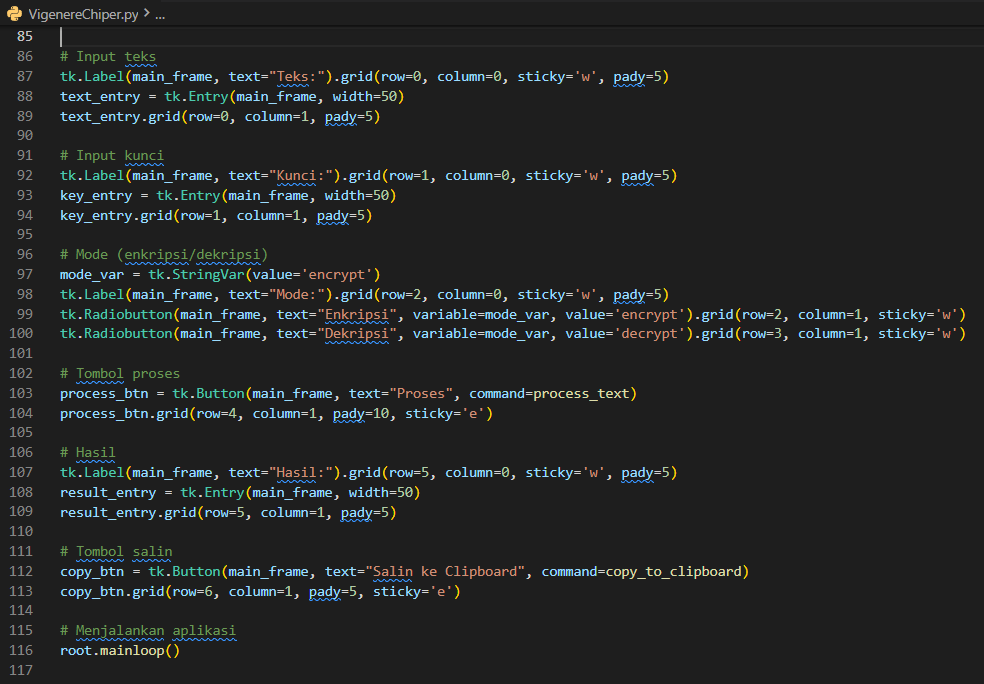 VigenereChiper.py > ...
85
86 # Input teks
87 tk.Label(main_frame, text="Teks:").grid(row=0, column=0, sticky='w', pady=5)
88 text_entry = tk.Entry(main_frame, width=50)
89 text_entry.grid(row=0, column=1, pady=5)
90
91 # Input kunci
92 tk.Label(main_frame, text="Kunci:").grid(row=1, column=0, sticky='w', pady=5)
93 key_entry = tk.Entry(main_frame, width=50)
94 key_entry.grid(row=1, column=1, pady=5)
95
96 # Mode (enkripsi/dekripsi)
97 mode_var = tk.StringVar(value='encrypt')
98 tk.Label(main_frame, text="Mode:").grid(row=2, column=0, sticky='w', pady=5)
99 tk.Radiobutton(main_frame, text="Enkripsi", variable=mode_var, value='encrypt').grid(row=2, column=1, sticky='w')
100 tk.Radiobutton(main_frame, text="Dekripsi", variable=mode_var, value='decrypt').grid(row=3, column=1, sticky='w')
101
102 # Tombol proses
103 process_btn = tk.Button(main_frame, text="Proses", command=process_text)
104 process_btn.grid(row=4, column=1, pady=10, sticky='e')
105
106 # Hasil
107 tk.Label(main_frame, text="Hasil:").grid(row=5, column=0, sticky='w', pady=5)
108 result_entry = tk.Entry(main_frame, width=50)
109 result_entry.grid(row=5, column=1, pady=5)
110
111 # Tombol salin
112 copy_btn = tk.Button(main_frame, text="Salin ke Clipboard", command=copy_to_clipboard)
113 copy_btn.grid(row=6, column=1, pady=5, sticky='e')
114
115 # Menjalankan aplikasi
116 root.mainloop()
117